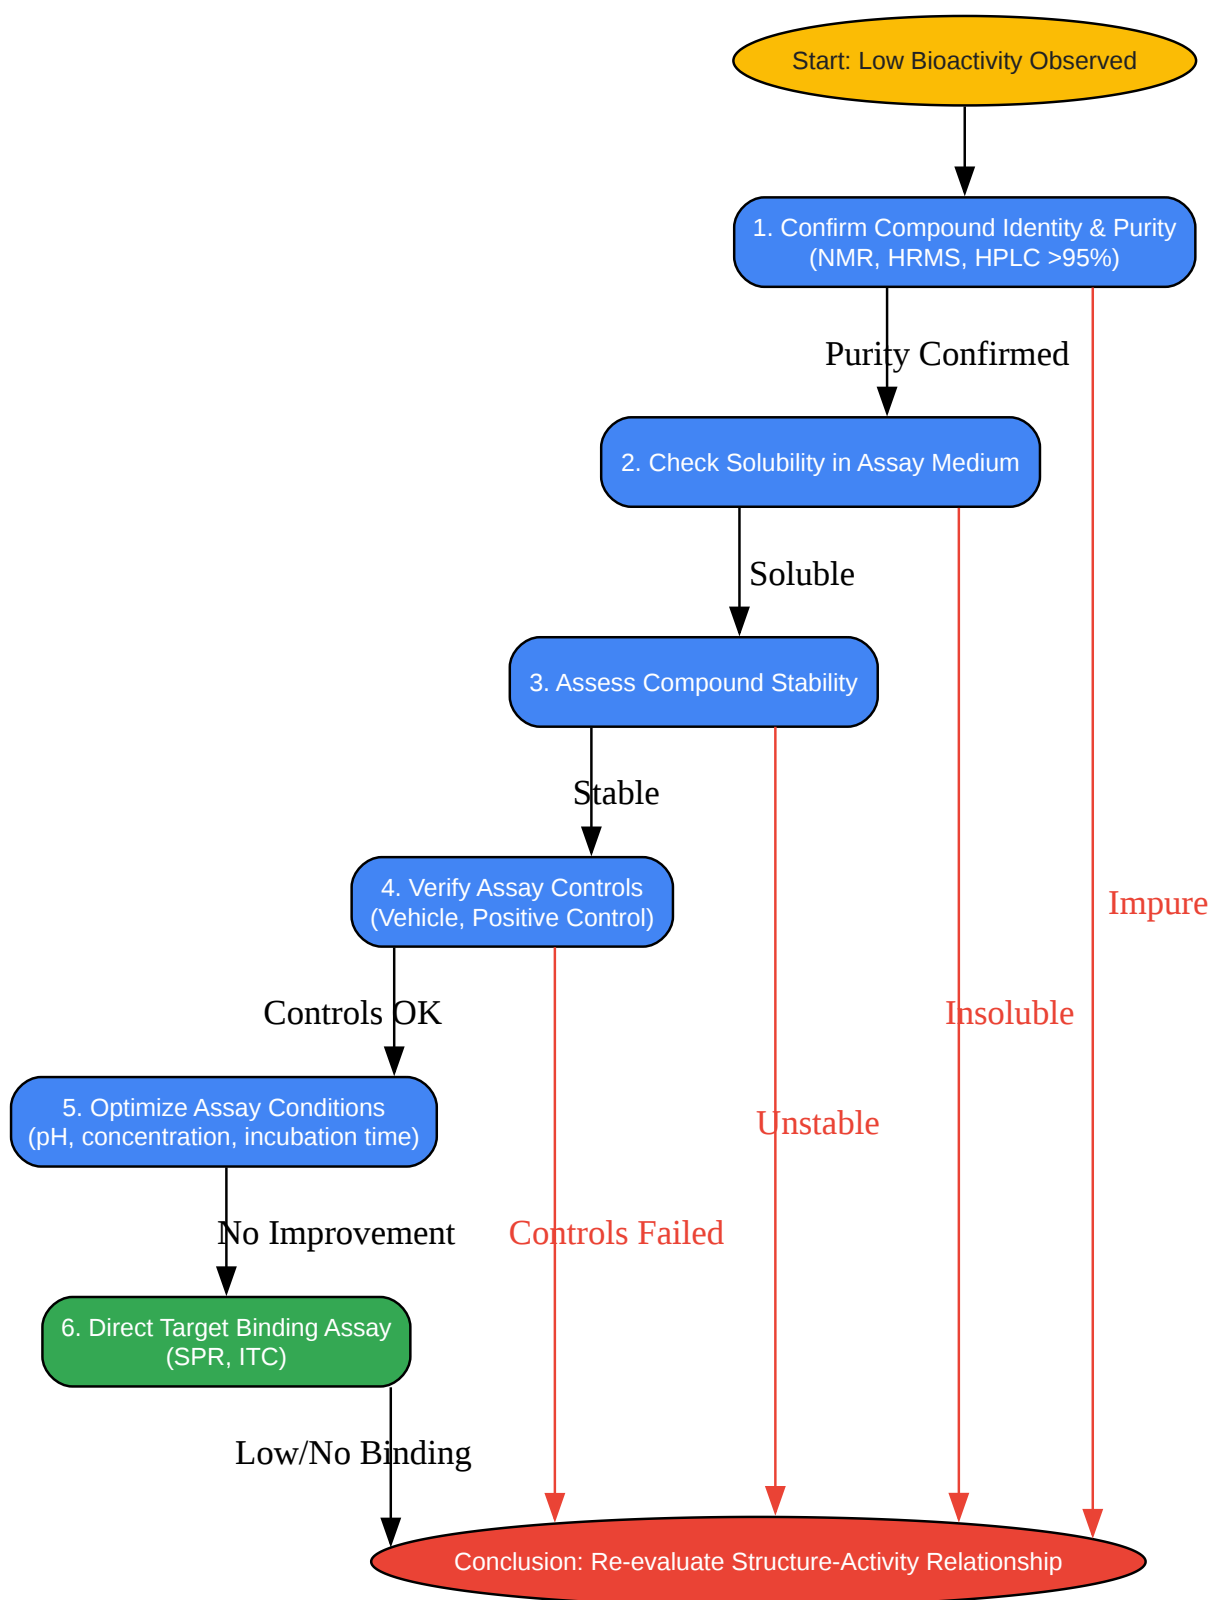 Start: Low Bioactivity Observed
1. Confirm Compound Identity & Purity
(NMR, HRMS, HPLC >95%)
Purity Confirmed
2. Check Solubility in Assay Medium
Soluble
3. Assess Compound Stability
Stable
4. Verify Assay Controls
(Vehicle, Positive Control)
Impure
Controls OK
Insoluble
5. Optimize Assay Conditions
(pH, concentration, incubation time)
Unstable
No Improvement
Controls Failed
6. Direct Target Binding Assay
(SPR, ITC)
Low/No Binding
Conclusion: Re-evaluate Structure-Activity Relationship